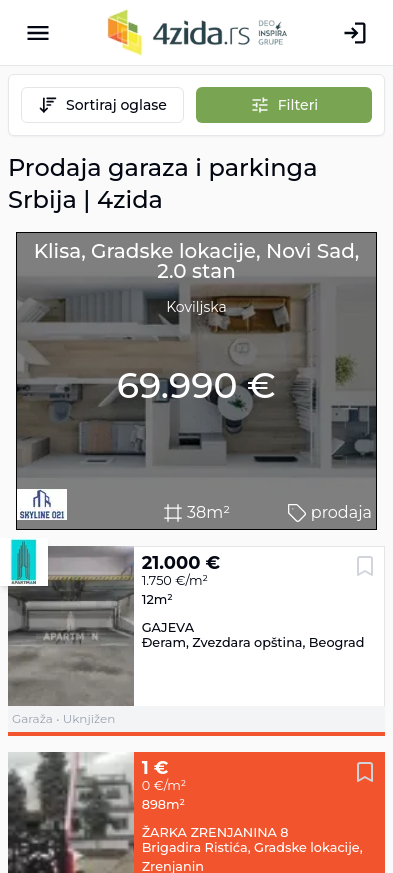 4zida.rs
DEO
INSPIRA
GRUPE
Sortiraj oglase
Filteri
Prodaja garaza i parkinga
Srbija | 4zida
Klisa, Gradske lokacije, Novi Sad,
2.0 stan
Koviljska
69.990 €
SKYLINE 021
38m²
prodaja
APARTMAN
21.000 €
1.750 €/m²
12m²
GAJEVA
Đeram, Zvezdara opština, Beograd
Garaža • Uknjižen
1 €
0 €/m²
898m²
ŽARKA ZRENJANINA 8
Brigadira Ristića, Gradske lokacije,
Zrenjanin